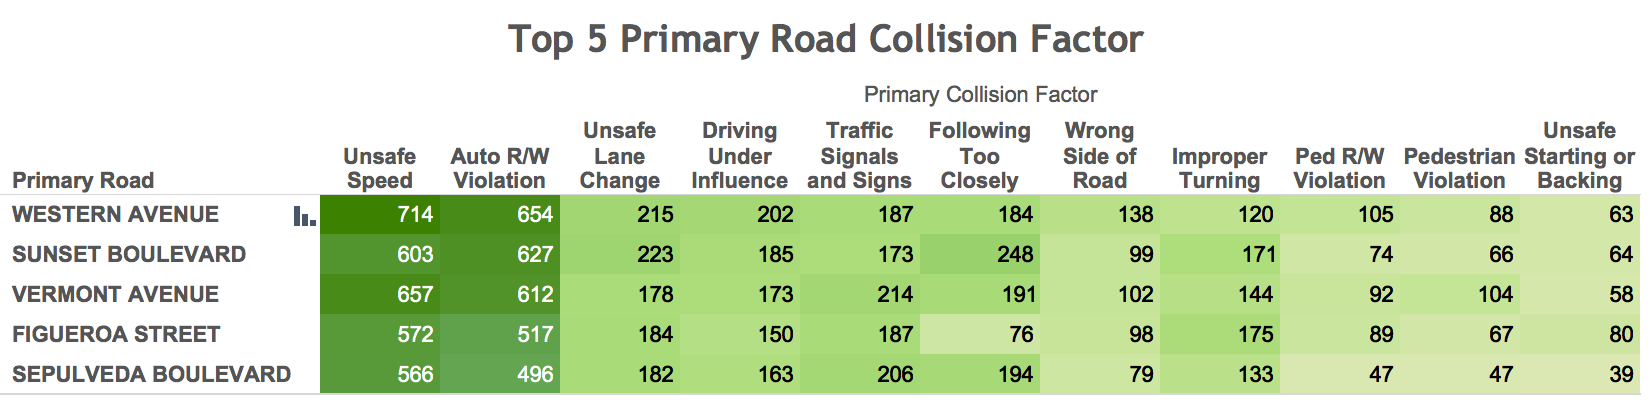 Top 5 Primary Road Collision Factor
Primary Collision Factor
Primary Road Unsafe Speed Auto R/W Violation Unsafe Lane Change Driving Under Influence Traffic Signals and Signs Following Too Closely Wrong Side of Road Improper Turning Ped R/W Violation Pedestrian Violation Unsafe Starting or Backing
WESTERN AVENUE 714 654 215 202 187 184 138 120 105 88 63
SUNSET BOULEVARD 603 627 223 185 173 248 99 171 74 66 64
VERMONT AVENUE 657 612 178 173 214 191 102 144 92 104 58
FIGUEROA STREET 572 517 184 150 187 76 98 175 89 67 80
SEPULVEDA BOULEVARD 566 496 182 163 206 194 79 133 47 47 39